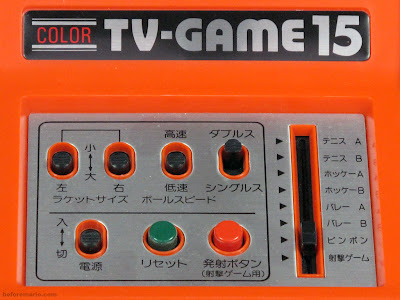 COLOR TV-GAME 15
小
大
左
右
ラケットサイズ
高速
低速
ボールスピード
ダブルス
シングルス
入
切
電源
リセット
発射ボタン
(射撃ゲーム用)
テニス A
テニス B
ホッケー A
ホッケー B
バレー A
バレー B
ピンポン
射撃ゲーム
beforemario.com